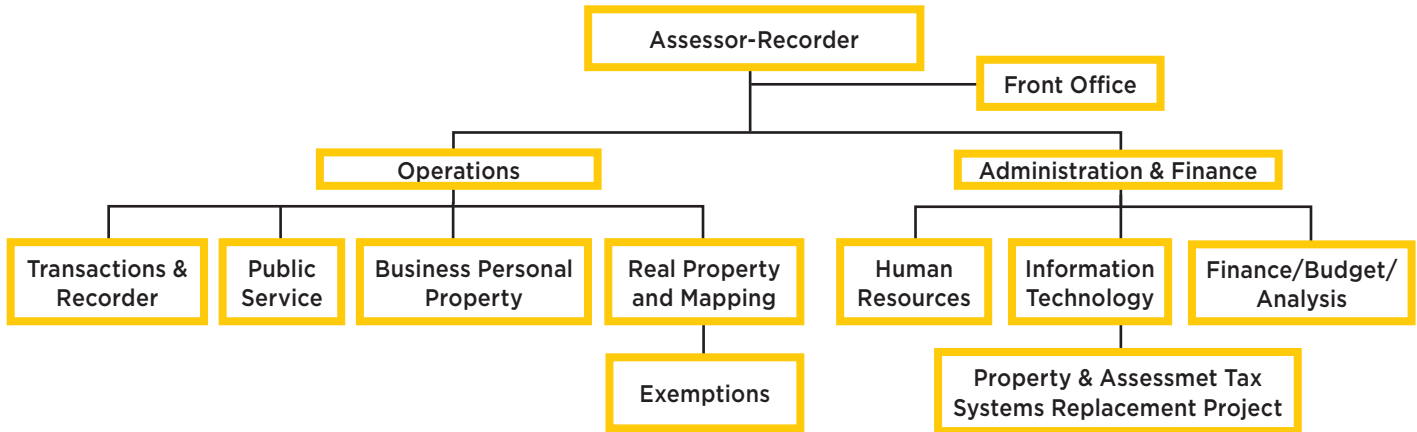 Assessor-Recorder
Front Office
Operations
Administration & Finance
Transactions &
Recorder
Public
Service
Business Personal
Property
Real Property
and Mapping
Human
Resources
Information
Technology
Finance/Budget/
Analysis
Exemptions
Property & Assessmet Tax
Systems Replacement Project